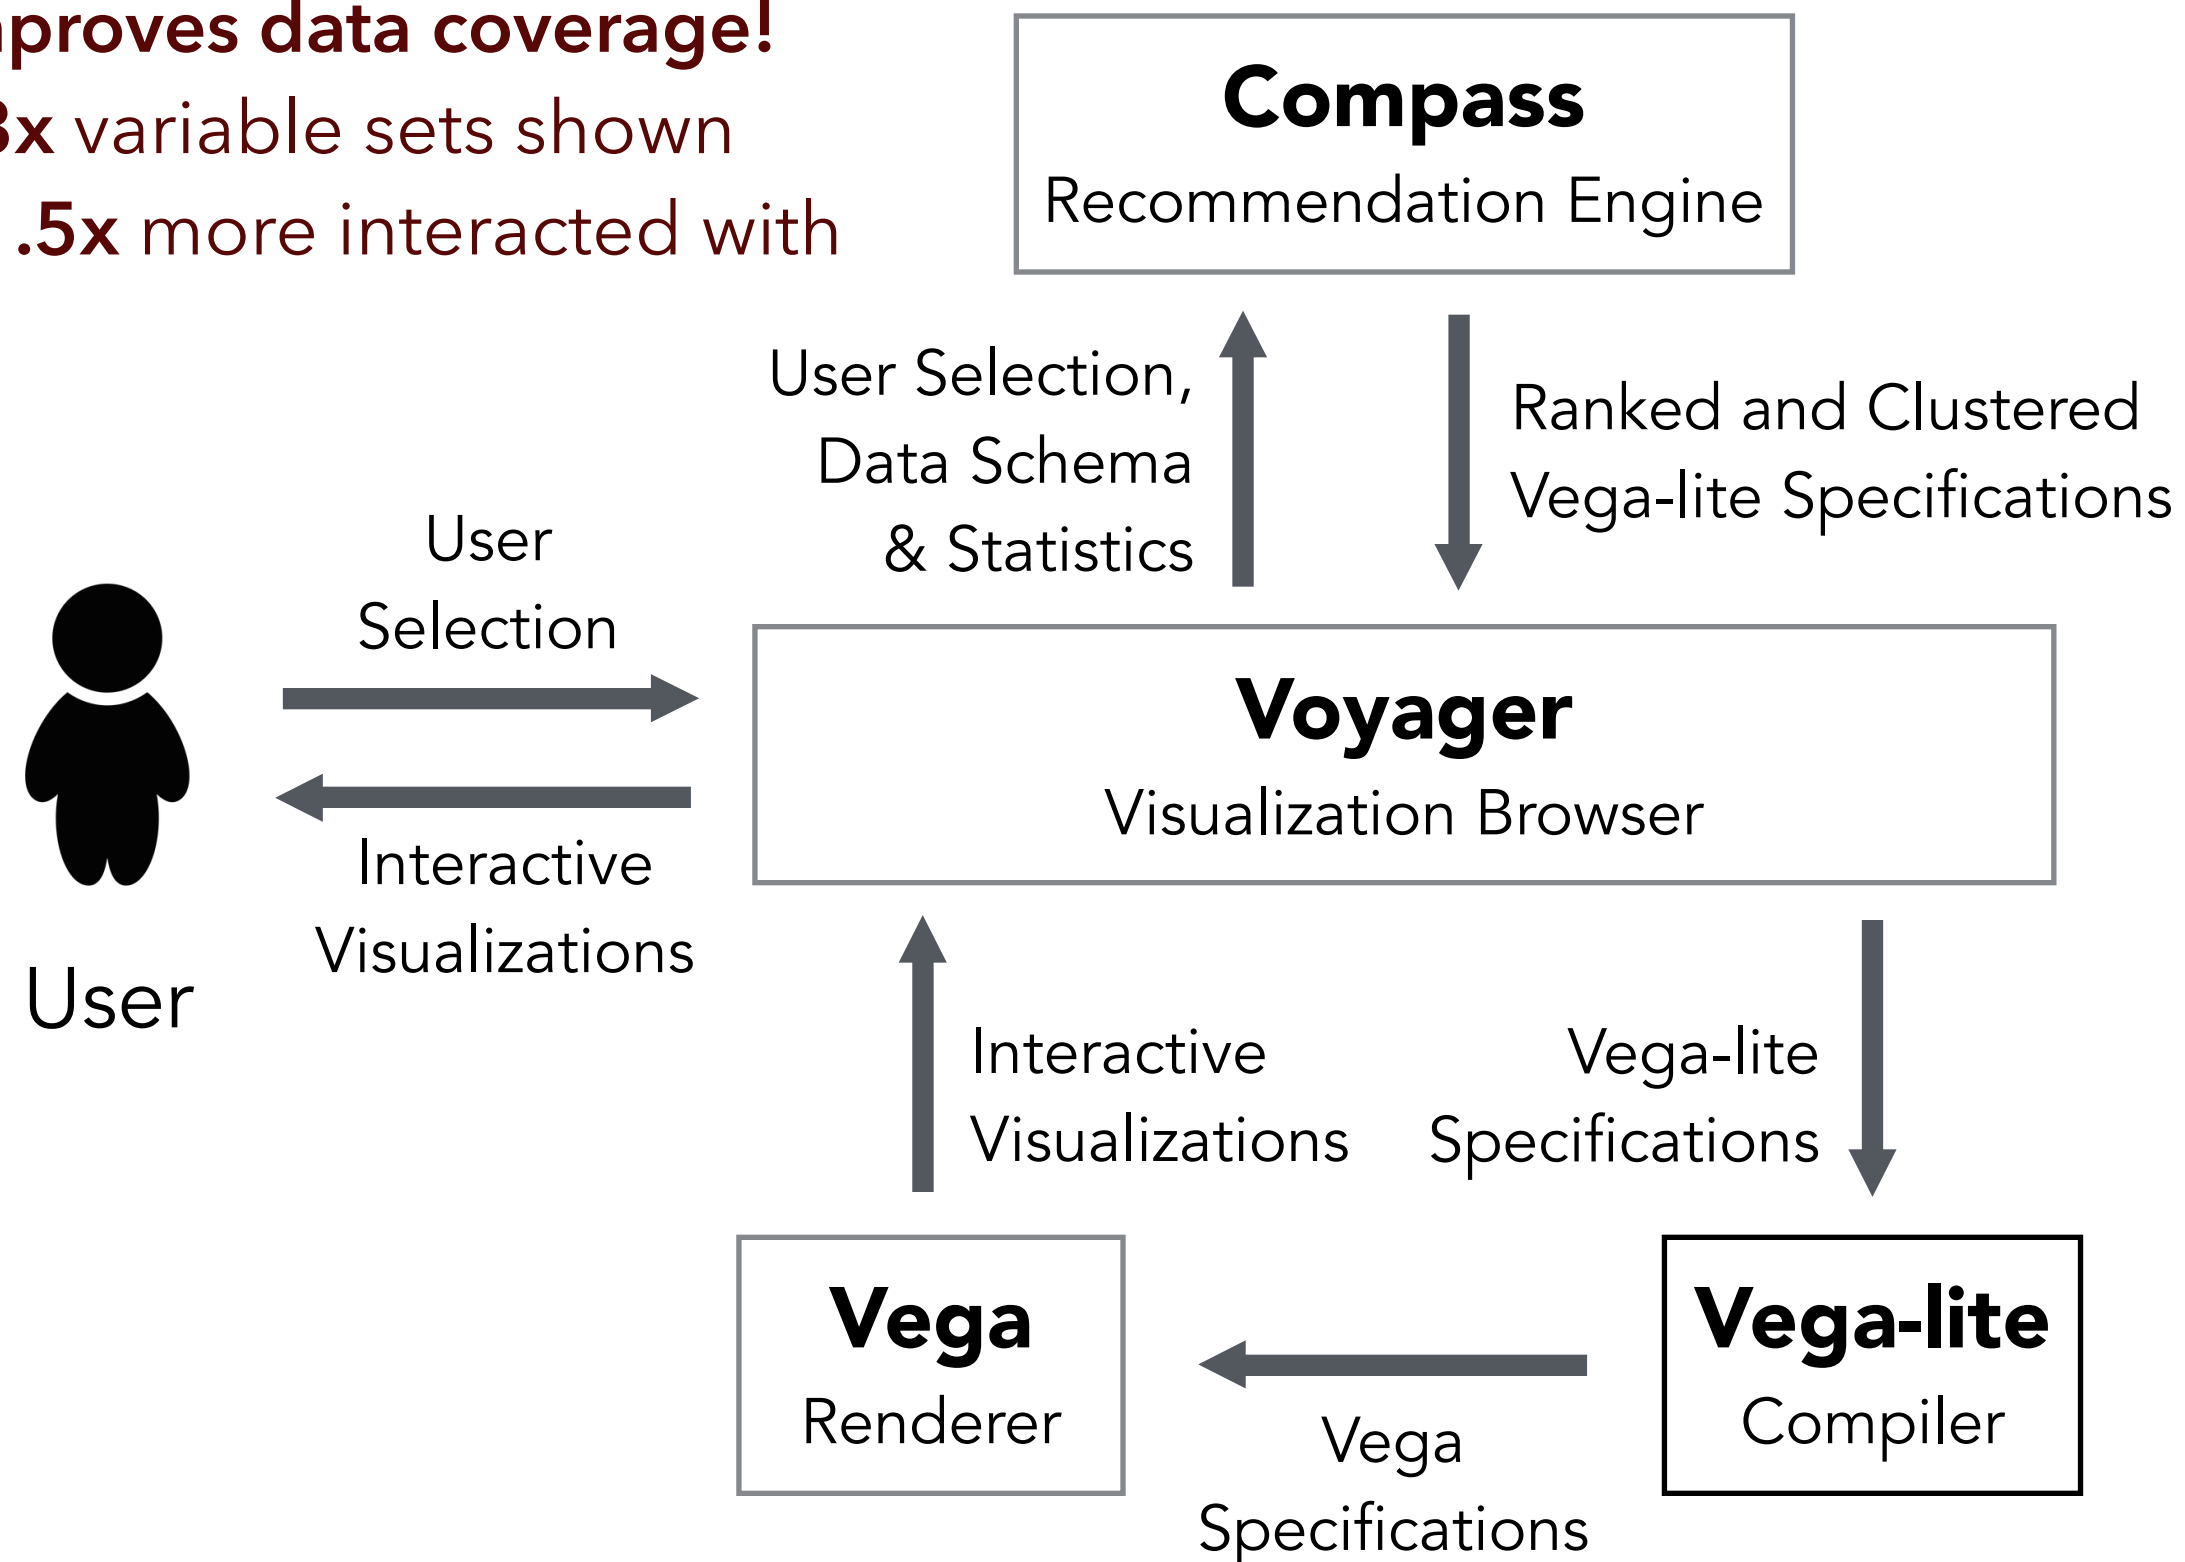 proves data coverage!
x variable sets shown
.5x more interacted with
Compass
Recommendation Engine
User Selection,
Data Schema
& Statistics
Ranked and Clustered
Vega-lite Specifications
User
Selection
Voyager
Visualization Browser
Interactive
Visualizations
User
Interactive
Visualizations
Vega-lite
Specifications
Vega
Renderer
Vega-lite
Compiler
Vega
Specifications